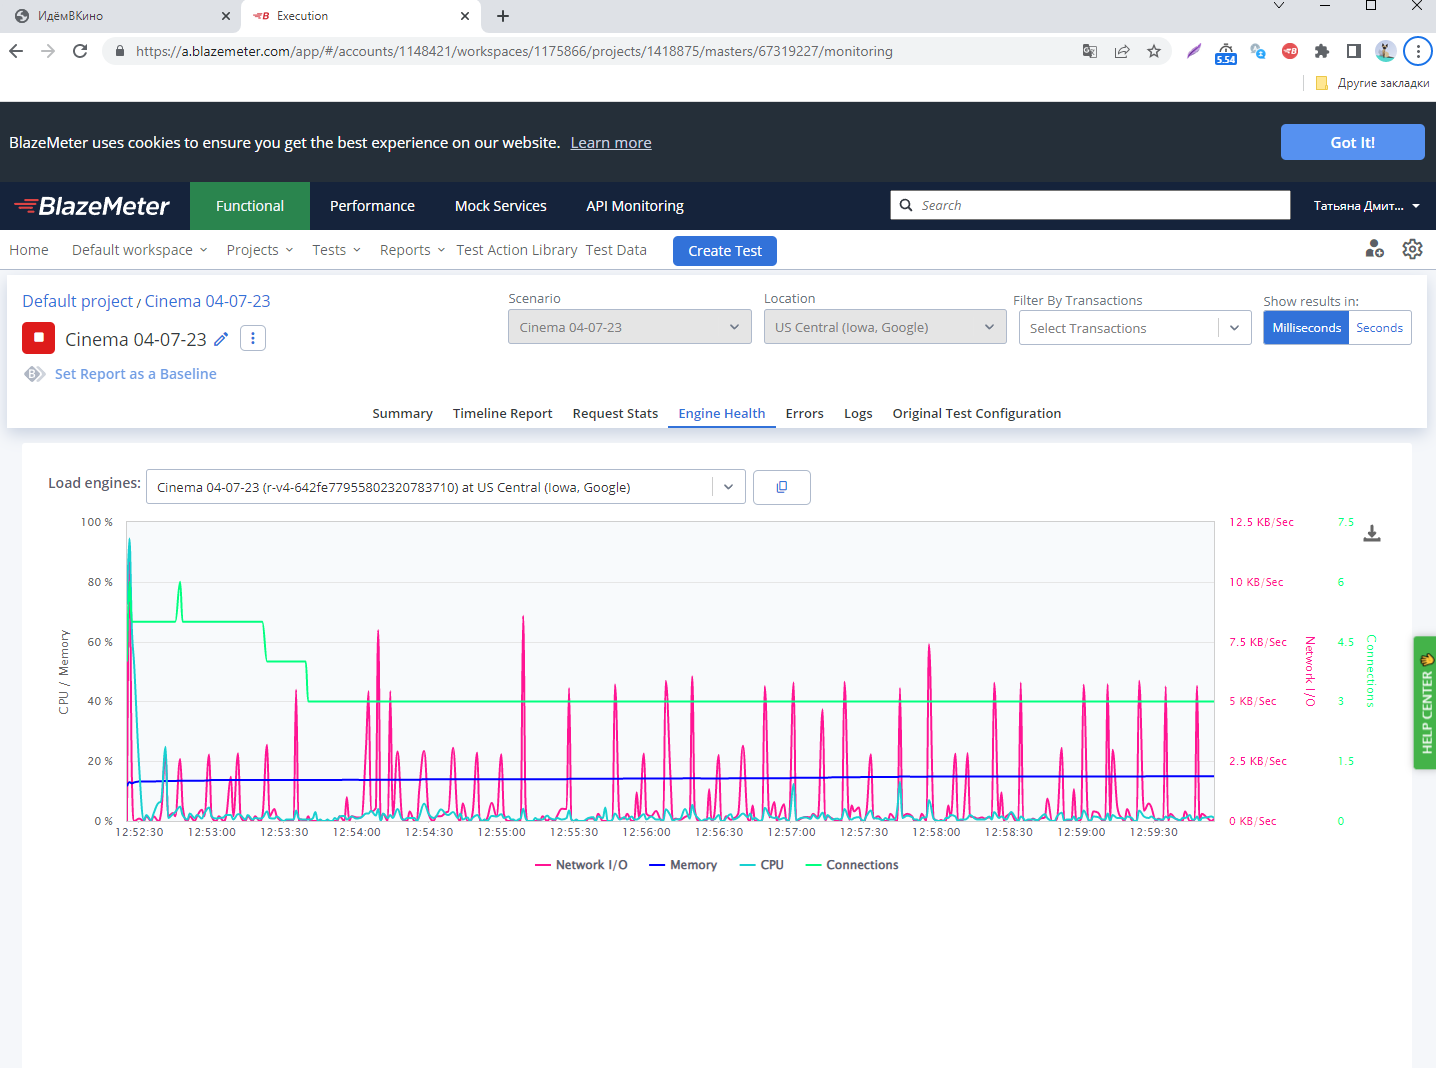 ИдёмВКино
Execution
https://a.blazemeter.com/app/#/accounts/1148421/workspaces/1175866/projects/1418875/masters/67319227/monitoring
5.54
Другие закладки
BlazeMeter uses cookies to ensure you get the best experience on our website. Learn more
Got It!
BlazeMeter
Functional
Performance
Mock Services
API Monitoring
Search
Татьяна Дмит...
Home
Default workspace
Projects
Tests
Reports
Test Action Library
Test Data
Create Test
Default project / Cinema 04-07-23
Scenario
Location
Filter By Transactions
Show results in:
Cinema 04-07-23
US Central (Iowa, Google)
Select Transactions
Milliseconds
Seconds
Cinema 04-07-23
Set Report as a Baseline
Summary
Timeline Report
Request Stats
Engine Health
Errors
Logs
Original Test Configuration
Load engines:
Cinema 04-07-23 (r-v4-642fe77955802320783710) at US Central (Iowa, Google)
100 %
80 %
60 %
40 %
20 %
0 %
CPU / Memory
12.5 KB/Sec
10 KB/Sec
7.5 KB/Sec
5 KB/Sec
2.5 KB/Sec
0 KB/Sec
Network I/O
7.5
6
4.5
3
1.5
0
Connections
HELP CENTER
12:52:30
12:53:00
12:53:30
12:54:00
12:54:30
12:55:00
12:55:30
12:56:00
12:56:30
12:57:00
12:57:30
12:58:00
12:58:30
12:59:00
12:59:30
Network I/O
Memory
CPU
Connections